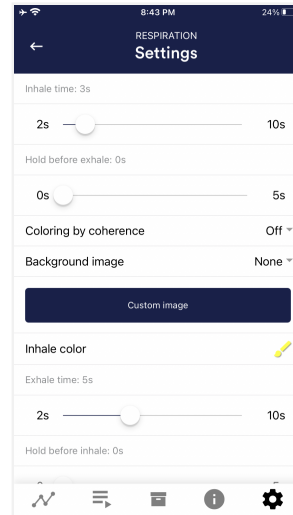 8:43 PM 24%
RESPIRATION
Settings
Inhale time: 3s
2s 10s
Hold before exhale: 0s
0s 5s
Coloring by coherence Off
Background image None
Custom image
Inhale color
Exhale time: 5s
2s 10s
Hold before inhale: 0s